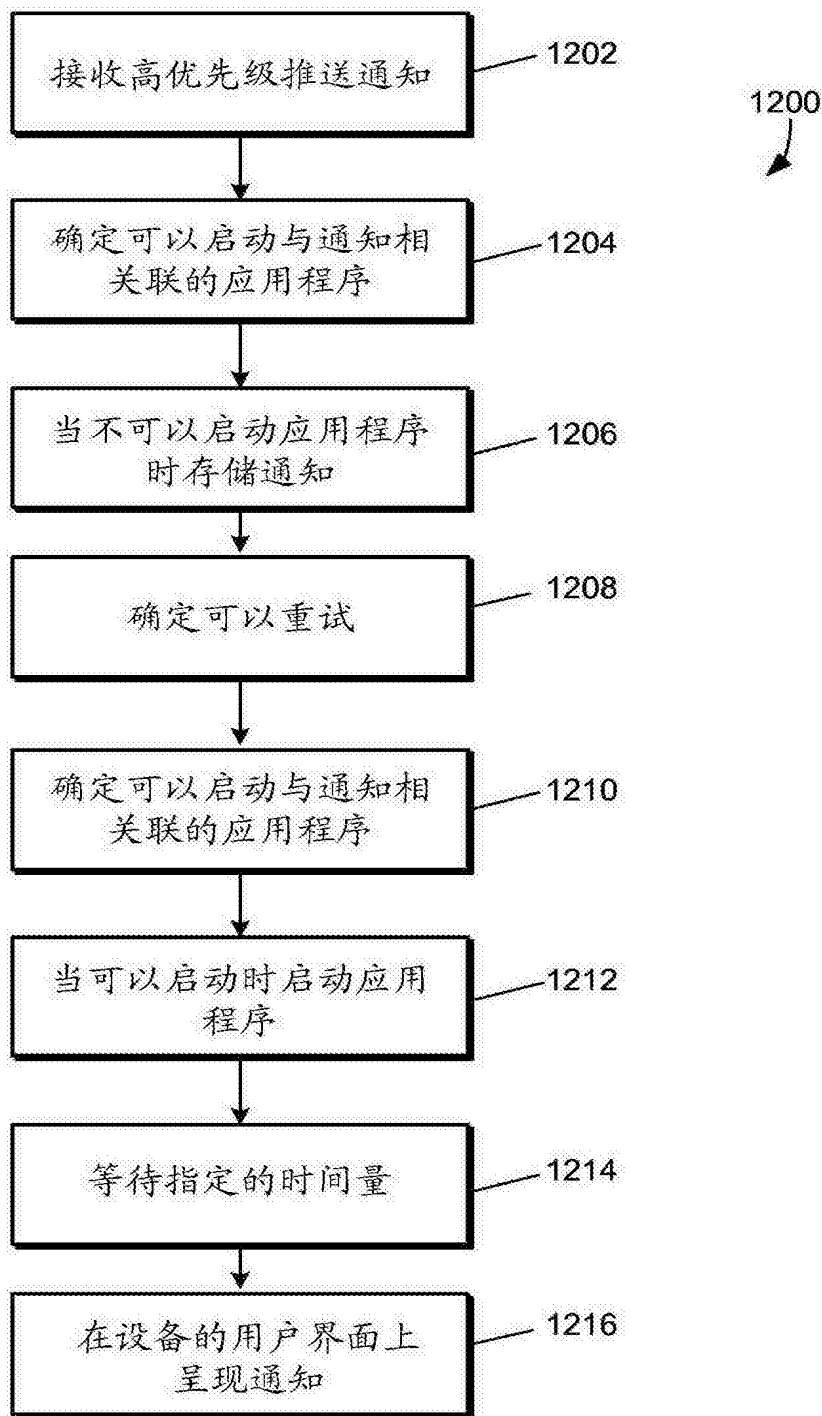 接收高优先级推送通知
1202
1200
确定可以启动与通知相
关联的应用程序
1204
当不可以启动应用程序
时存储通知
1206
确定可以重试
1208
确定可以启动与通知相
关联的应用程序
1210
当可以启动时启动应用
程序
1212
等待指定的时间量
1214
在设备的用户界面上
呈现通知
1216